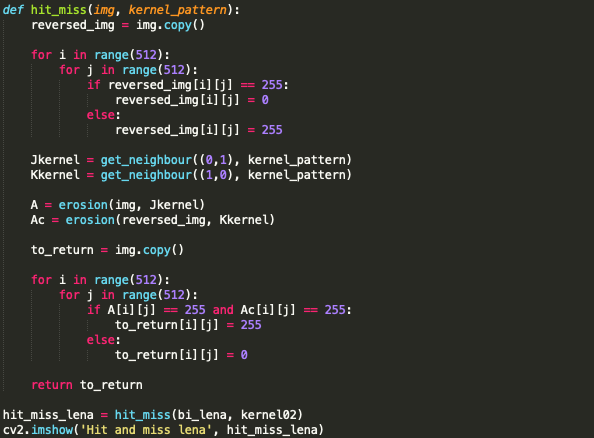 def hit_miss(img, kernel_pattern):
    reversed_img = img.copy()

    for i in range(512):
        for j in range(512):
            if reversed_img[i][j] == 255:
                reversed_img[i][j] = 0
            else:
                reversed_img[i][j] = 255

    Jkernel = get_neighbour((0,1), kernel_pattern)
    Kkernel = get_neighbour((1,0), kernel_pattern)

    A = erosion(img, Jkernel)
    Ac = erosion(reversed_img, Kkernel)

    to_return = img.copy()

    for i in range(512):
        for j in range(512):
            if A[i][j] == 255 and Ac[i][j] == 255:
                to_return[i][j] = 255
            else:
                to_return[i][j] = 0

    return to_return

hit_miss_lena = hit_miss(bi_lena, kernel02)
cv2.imshow('Hit and miss lena', hit_miss_lena)